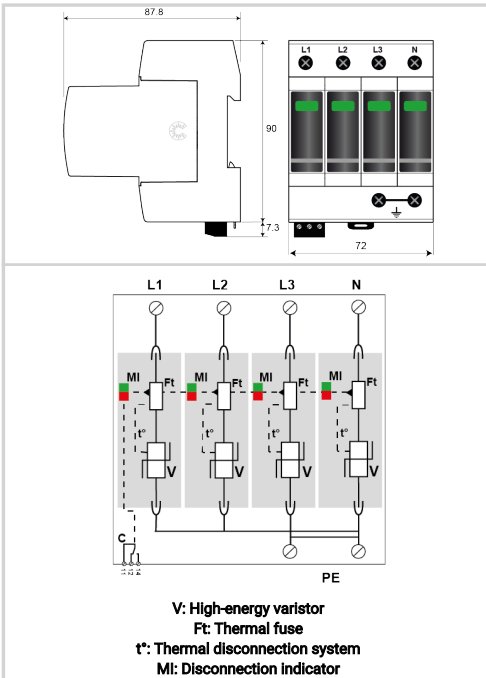 87.8
L1 L2 L3 N
90
7.3
72
L1 L2 L3 N
MI Ft MI Ft MI Ft MI Ft
t° t° t° t°
V V V V
C
11 12 14
PE
V: High-energy varistor
Ft: Thermal fuse
t°: Thermal disconnection system
MI: Disconnection indicator